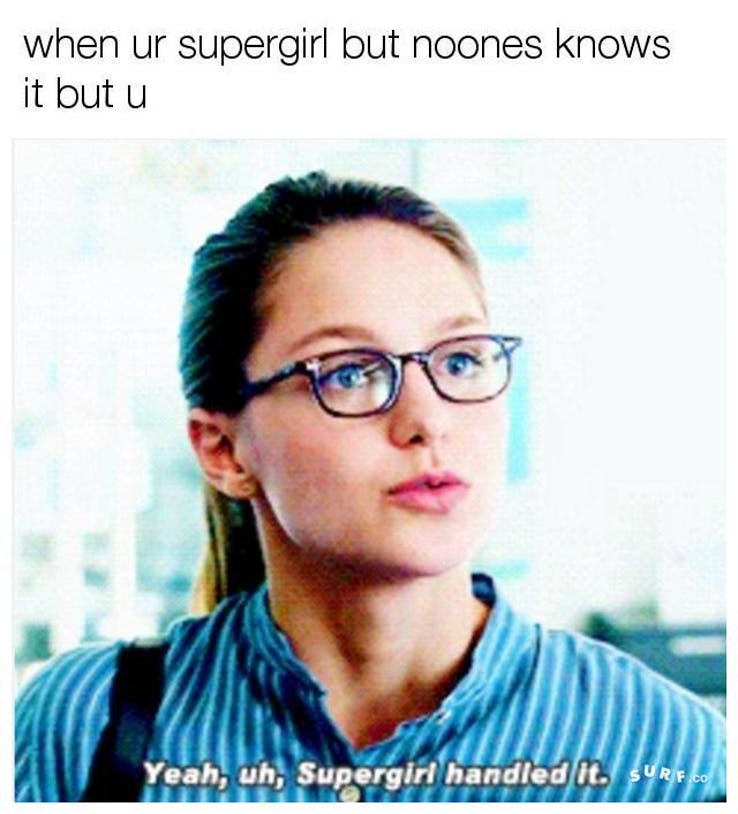 when ur supergirl but noones knows
it but u
Yeah, uh, Supergirl handled it.
SURF.co